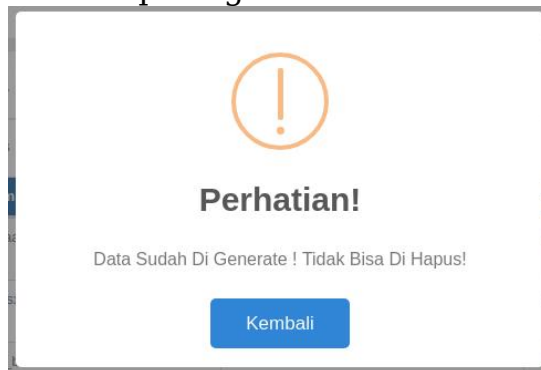 Perhatian!
Data Sudah Di Generate ! Tidak Bisa Di Hapus!
Kembali